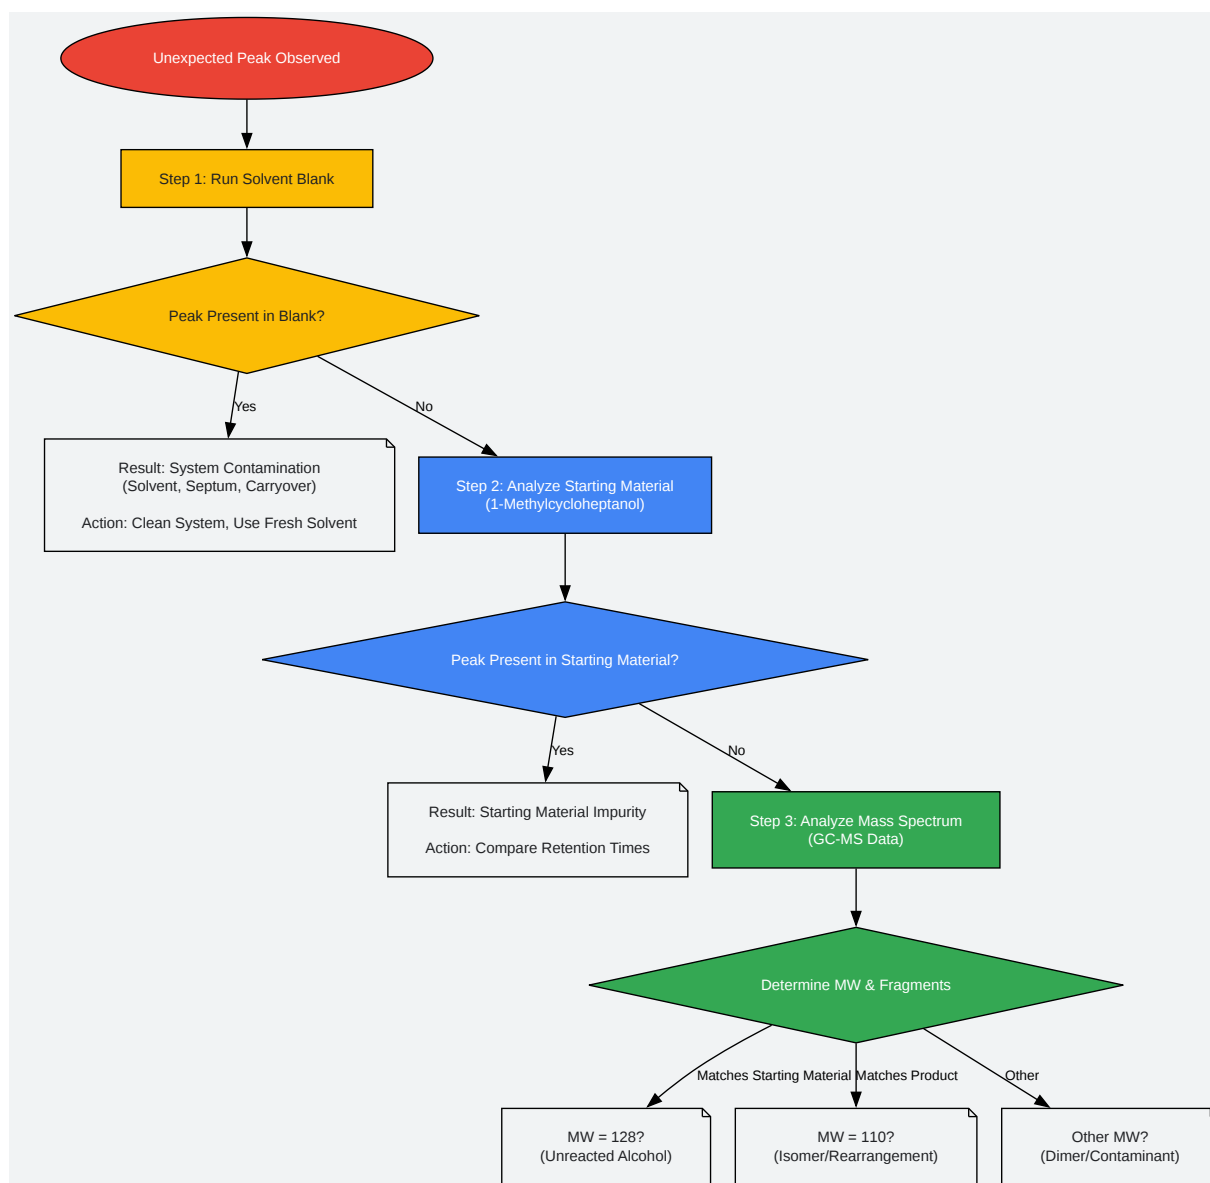 Unexpected Peak Observed
Step 1: Run Solvent Blank
Peak Present in Blank?
Yes
No
Result: System Contamination
(Solvent, Septum, Carryover)
Action: Clean System, Use Fresh Solvent
Step 2: Analyze Starting Material
(1-Methylcycloheptanol)
Peak Present in Starting Material?
Yes
No
Result: Starting Material Impurity
Action: Compare Retention Times
Step 3: Analyze Mass Spectrum
(GC-MS Data)
Determine MW & Fragments
Matches Starting Material
Matches Product
Other
MW = 128?
(Unreacted Alcohol)
MW = 110?
(Isomer/Rearrangement)
Other MW?
(Dimer/Contaminant)